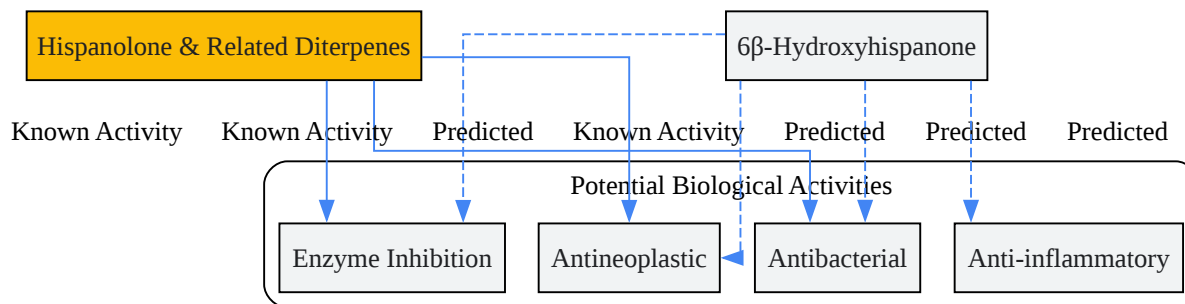 Hispanolone & Related Diterpenes
6β-Hydroxyhispanone
Known Activity
Known Activity
Predicted
Known Activity
Predicted
Predicted
Predicted
Potential Biological Activities
Enzyme Inhibition
Antineoplastic
Antibacterial
Anti-inflammatory